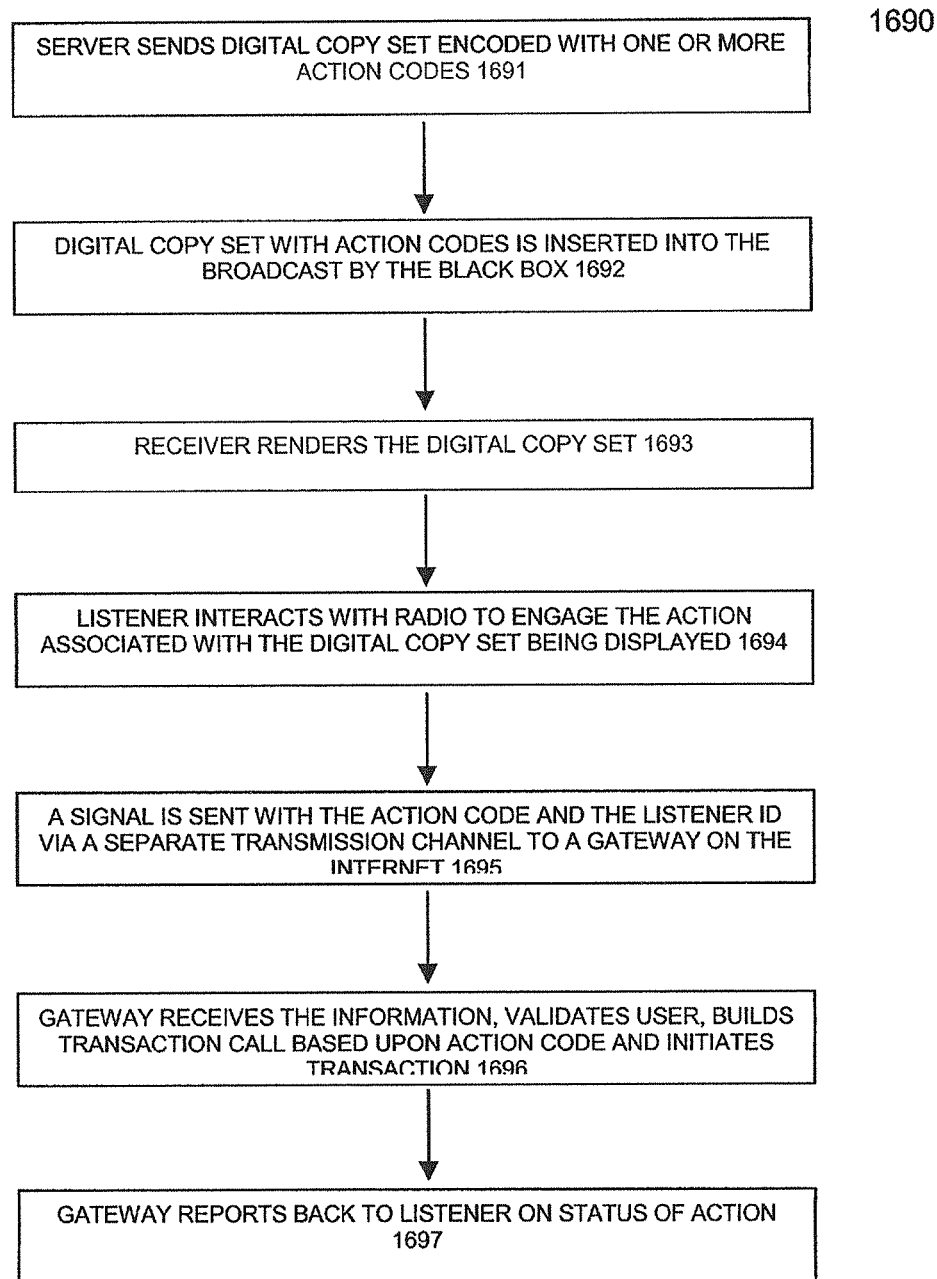 1690
SERVER SENDS DIGITAL COPY SET ENCODED WITH ONE OR MORE
ACTION CODES 1691
DIGITAL COPY SET WITH ACTION CODES IS INSERTED INTO THE
BROADCAST BY THE BLACK BOX 1692
RECEIVER RENDERS THE DIGITAL COPY SET 1693
LISTENER INTERACTS WITH RADIO TO ENGAGE THE ACTION
ASSOCIATED WITH THE DIGITAL COPY SET BEING DISPLAYED 1694
A SIGNAL IS SENT WITH THE ACTION CODE AND THE LISTENER ID
VIA A SEPARATE TRANSMISSION CHANNEL TO A GATEWAY ON THE
INTERNET 1695
GATEWAY RECEIVES THE INFORMATION, VALIDATES USER, BUILDS
TRANSACTION CALL BASED UPON ACTION CODE AND INITIATES
TRANSACTION 1696
GATEWAY REPORTS BACK TO LISTENER ON STATUS OF ACTION
1697